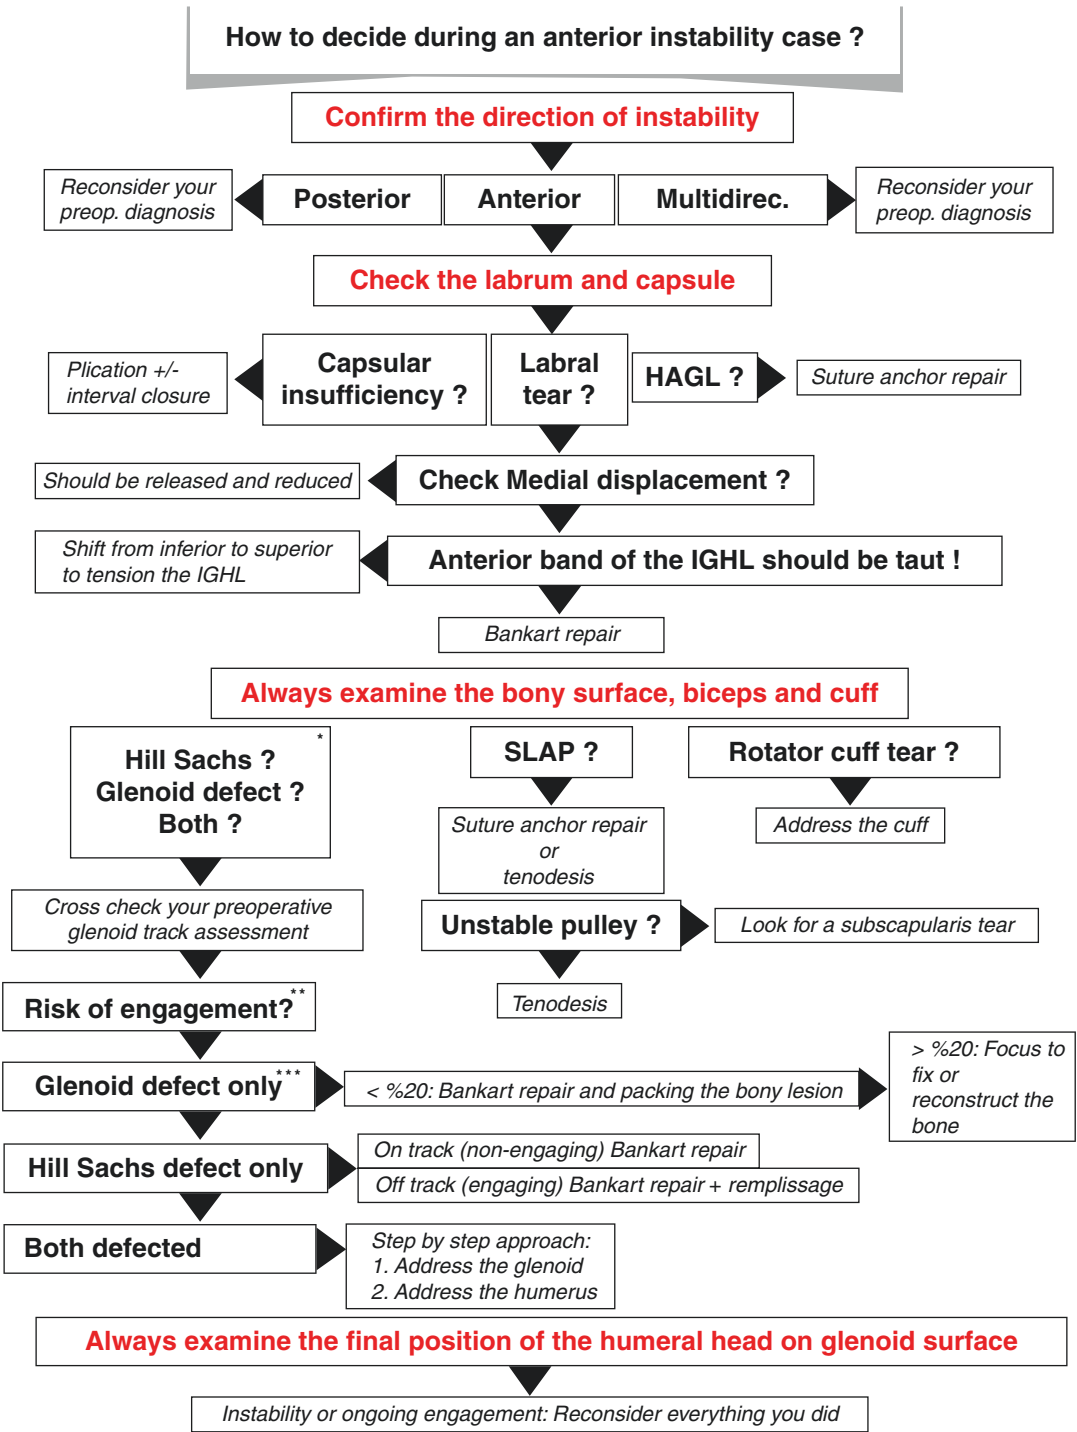 How to decide during an anterior instability case ?
Confirm the direction of instability
Reconsider your
preop. diagnosis
Posterior
Anterior
Multidirec.
Reconsider your
preop. diagnosis
Check the labrum and capsule
Plication +/-
interval closure
Capsular
insufficiency ?
Labral
tear ?
HAGL ?
Suture anchor repair
Should be released and reduced
Check Medial displacement ?
Shift from inferior to superior
to tension the IGHL
Anterior band of the IGHL should be taut !
Bankart repair
Always examine the bony surface, biceps and cuff
Hill Sachs ? *
Glenoid defect ?
Both ?
SLAP ?
Rotator cuff tear ?
Suture anchor repair
or
tenodesis
Address the cuff
Cross check your preoperative
glenoid track assessment
Unstable pulley ?
Look for a subscapularis tear
Tenodesis
Risk of engagement?**
Glenoid defect only***
< %20: Bankart repair and packing the bony lesion
> %20: Focus to
fix or
reconstruct the
bone
Hill Sachs defect only
On track (non-engaging) Bankart repair
Off track (engaging) Bankart repair + remplissage
Both defected
Step by step approach:
1. Address the glenoid
2. Address the humerus
Always examine the final position of the humeral head on glenoid surface
Instability or ongoing engagement: Reconsider everything you did